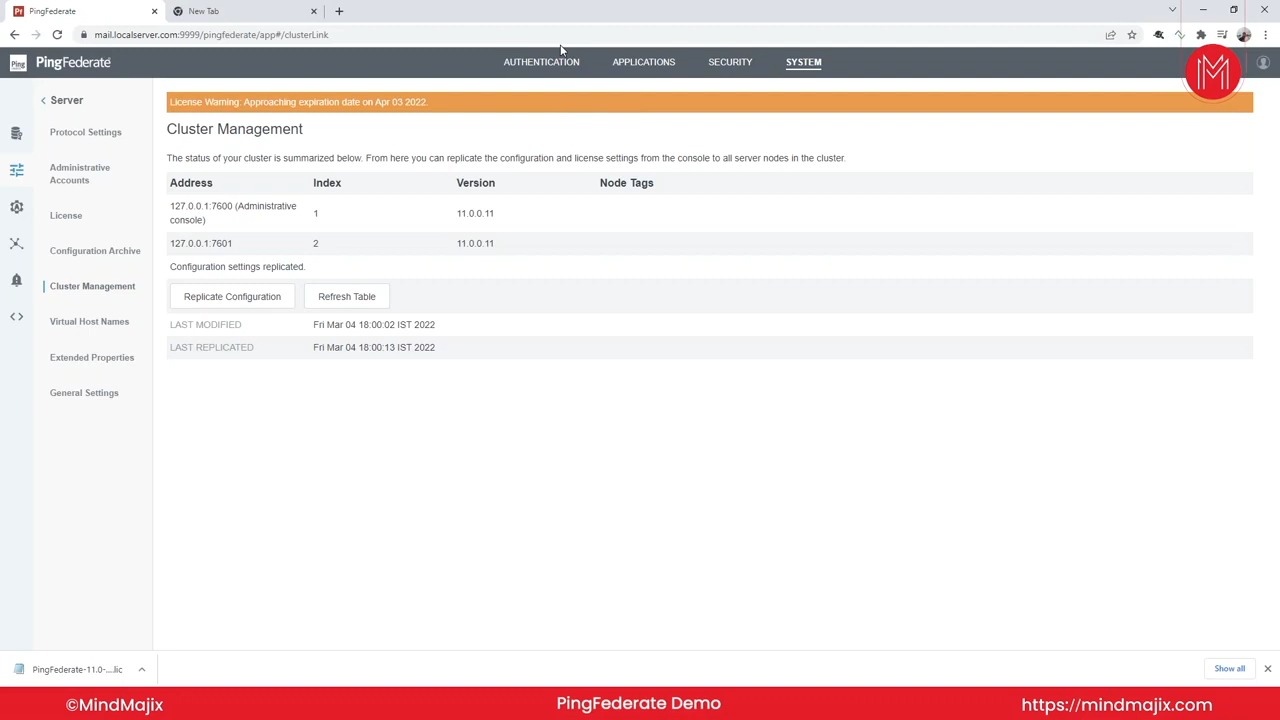 PingFederate
New Tab
mail.localserver.com:9999/pingfederate/app#/clusterLink
Ping
PingFederate
AUTHENTICATION
APPLICATIONS
SECURITY
SYSTEM
Server
Protocol Settings
Administrative
Accounts
License
Configuration Archive
Cluster Management
Virtual Host Names
Extended Properties
General Settings
License Warning: Approaching expiration date on Apr 03 2022.
Cluster Management
The status of your cluster is summarized below. From here you can replicate the configuration and license settings from the console to all server nodes in the cluster.
Address Index Version Node Tags
127.0.0.1:7600 (Administrative
console) 1 11.0.0.11
127.0.0.1:7601 2 11.0.0.11
Configuration settings replicated.
Replicate Configuration Refresh Table
LAST MODIFIED Fri Mar 04 18:00:02 IST 2022
LAST REPLICATED Fri Mar 04 18:00:13 IST 2022
PingFederate-11.0-....lic
Show all
©MindMajix
PingFederate Demo
https://mindmajix.com